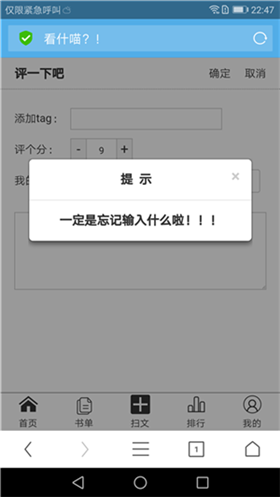 仅限紧急呼叫 22:47
看什喵？！
评一下吧 确定 取消
添加tag：
评个分： - 9 +
我的
提 示 ×
一定是忘记输入什么啦！！！
首页 书单 扫文 排行 我的
1